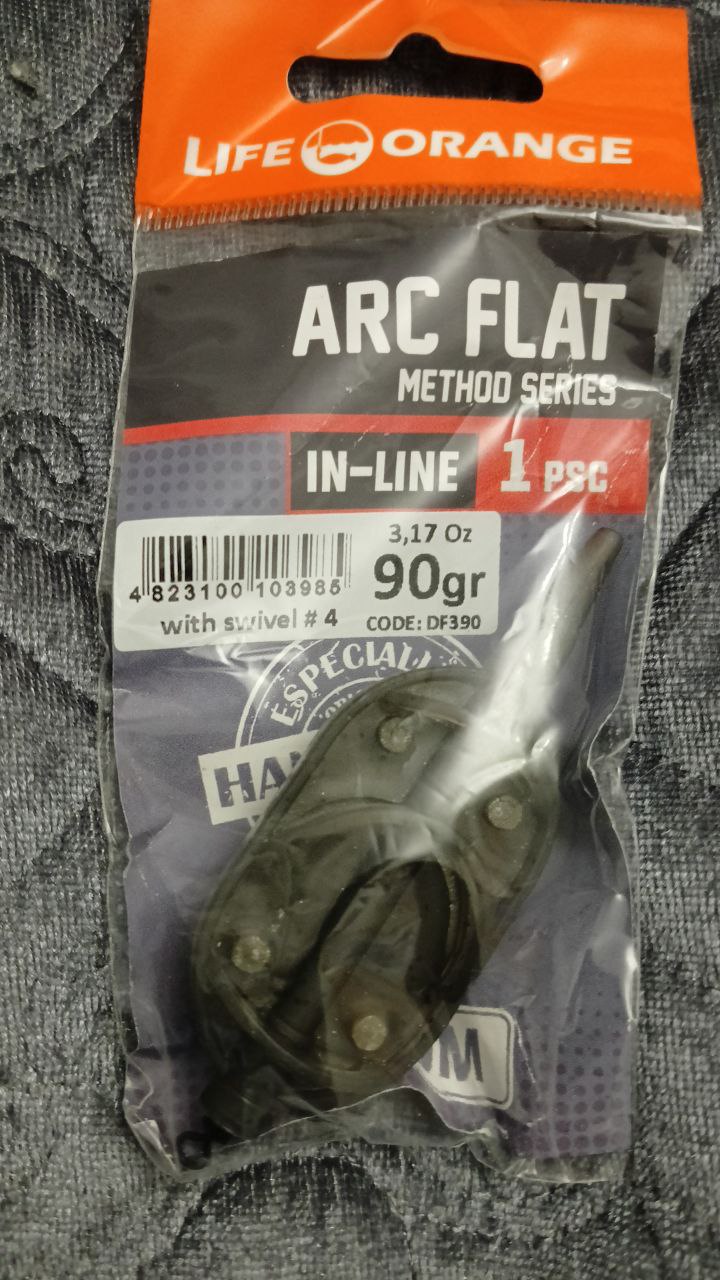 LIFE ORANGE
ARC FLAT
METHOD SERIES
IN-LINE
1 PSC
3,17 Oz
90gr
4 823100 103985
with swivel # 4
CODE: DF390